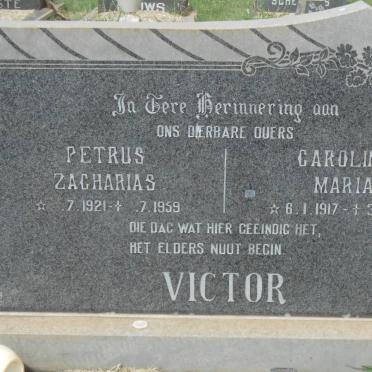 In Tere Herinnering aan
ONS DIERBARE OUERS
PETRUS CAROLIN
ZACHARIAS MARIA
☆ .7.1921-✝ .7.1959 ☆ 6.1.1917-✝
DIE DAG WAT HIER GEEINDIG HET,
HET ELDERS NUUT BEGIN
VICTOR